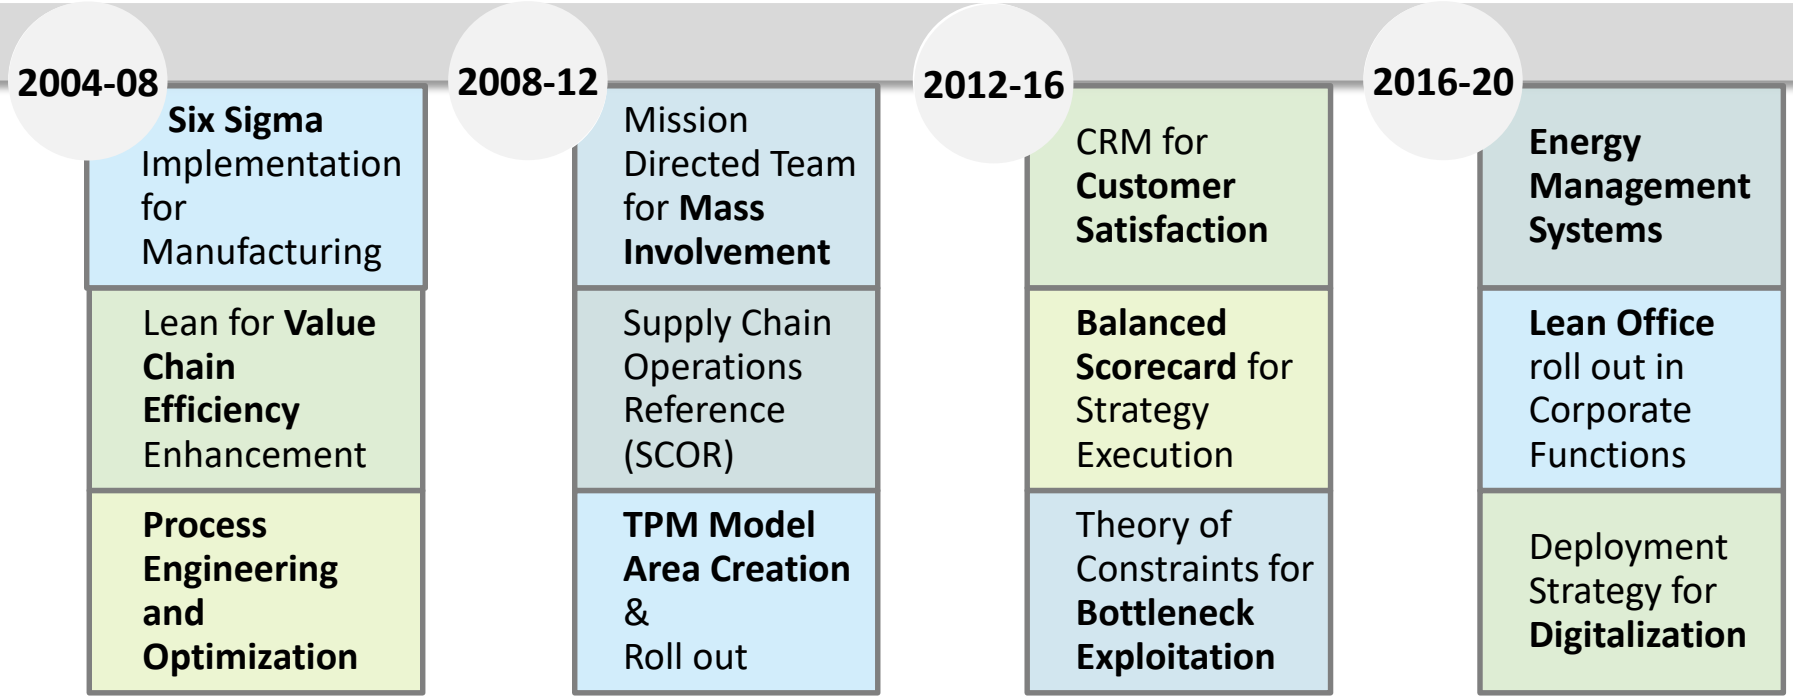 2004-08
Six Sigma
Implementation
for
Manufacturing
Lean for Value
Chain
Efficiency
Enhancement
Process
Engineering
and
Optimization
2008-12
Mission
Directed Team
for Mass
Involvement
Supply Chain
Operations
Reference
(SCOR)
TPM Model
Area Creation
&
Roll out
2012-16
CRM for
Customer
Satisfaction
Balanced
Scorecard for
Strategy
Execution
Theory of
Constraints for
Bottleneck
Exploitation
2016-20
Energy
Management
Systems
Lean Office
roll out in
Corporate
Functions
Deployment
Strategy for
Digitalization